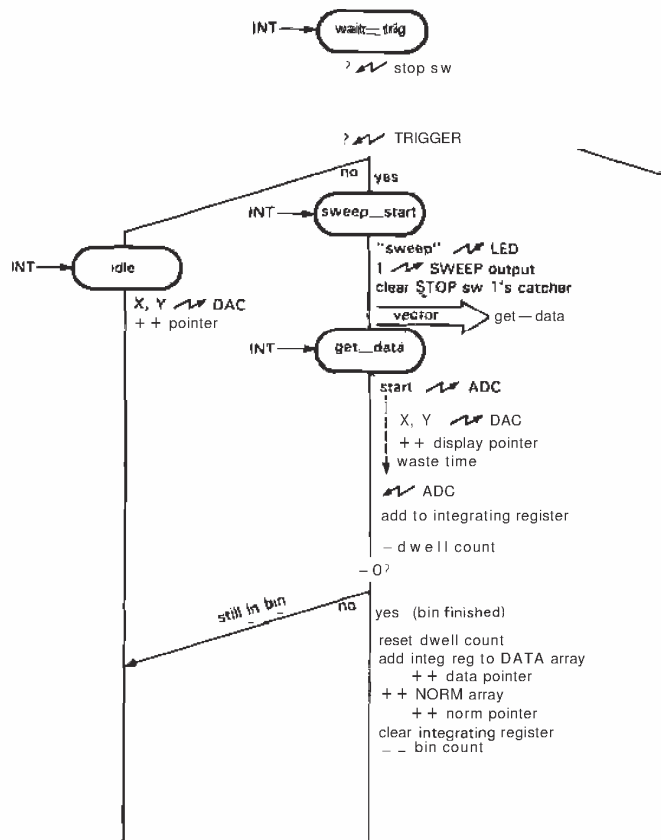 INT wait_trig
? stop sw
? TRIGGER
no yes
INT sweep_start
"sweep" LED
1 SWEEP output
clear STOP sw 1's catcher
vector get—data
INT idle
X, Y DAC
++ pointer
INT get_data
start ADC
X, Y DAC
++ display pointer
waste time
ADC
add to integrating register
– dwell count
– 0?
still in bin no
yes (bin finished)
reset dwell count
add integ reg to DATA array
++ data pointer
++ NORM array
++ norm pointer
clear integrating register
– – bin count